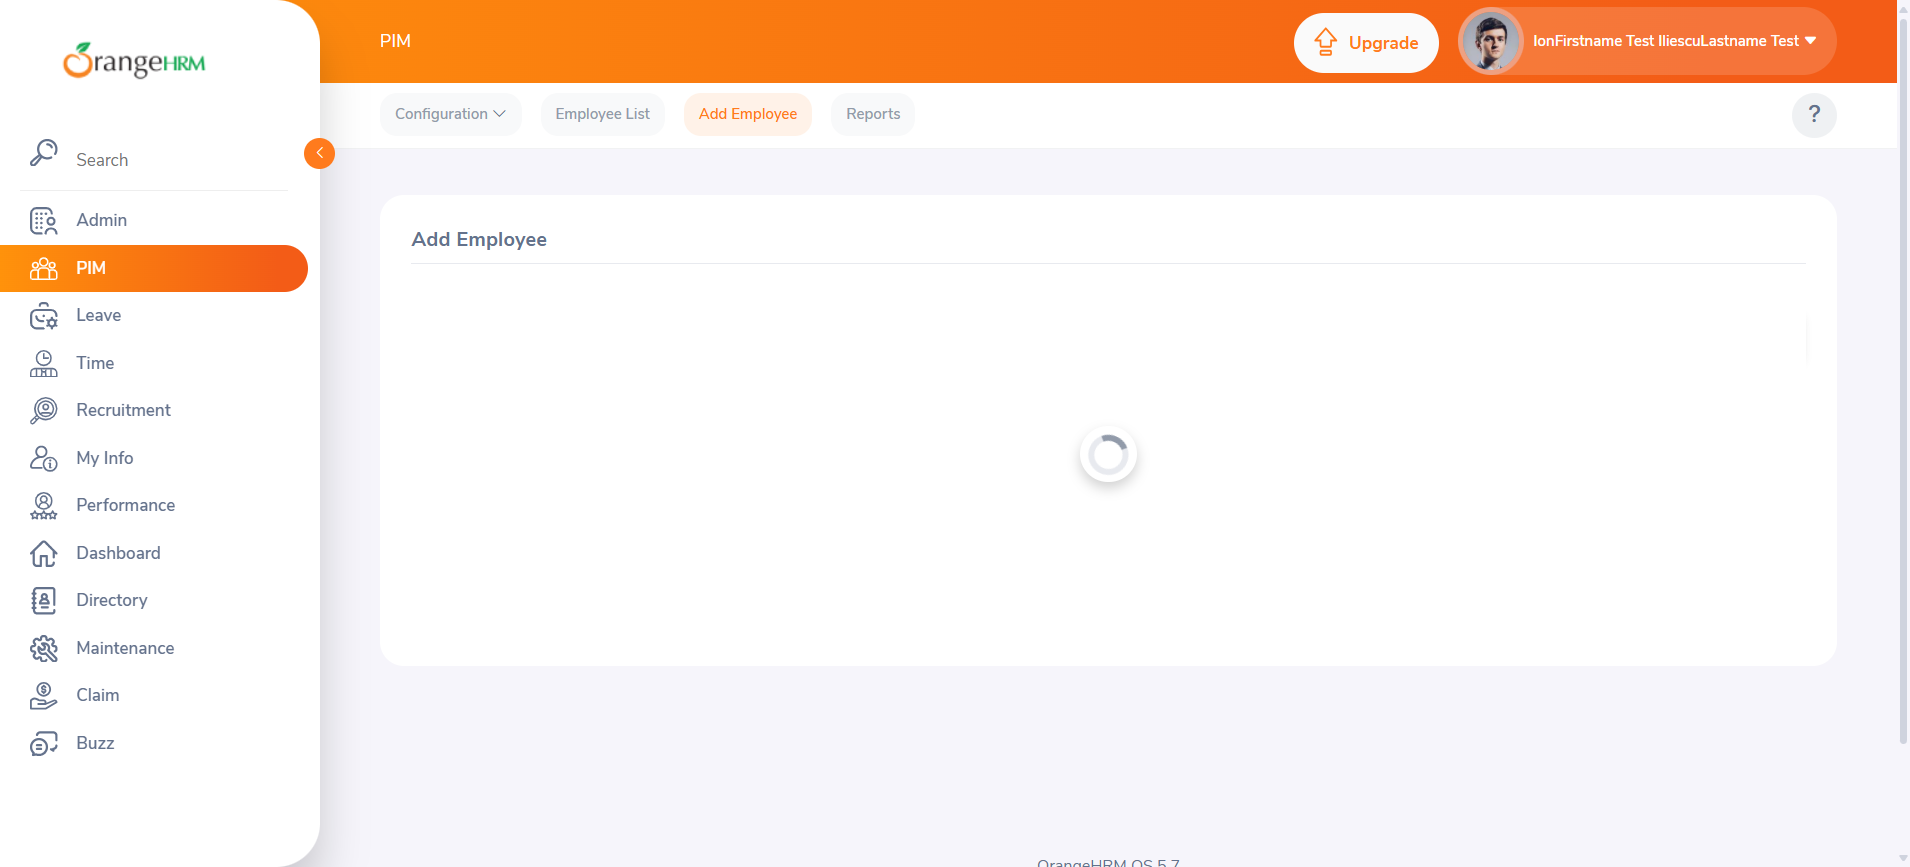 OrangeHRM
PIM
Upgrade
IonFirstname Test IliescuLastname Test
Configuration
Employee List
Add Employee
Reports
?
Search
Admin
PIM
Leave
Time
Recruitment
My Info
Performance
Dashboard
Directory
Maintenance
Claim
Buzz
Add Employee
OrangeHRM OS 5.7